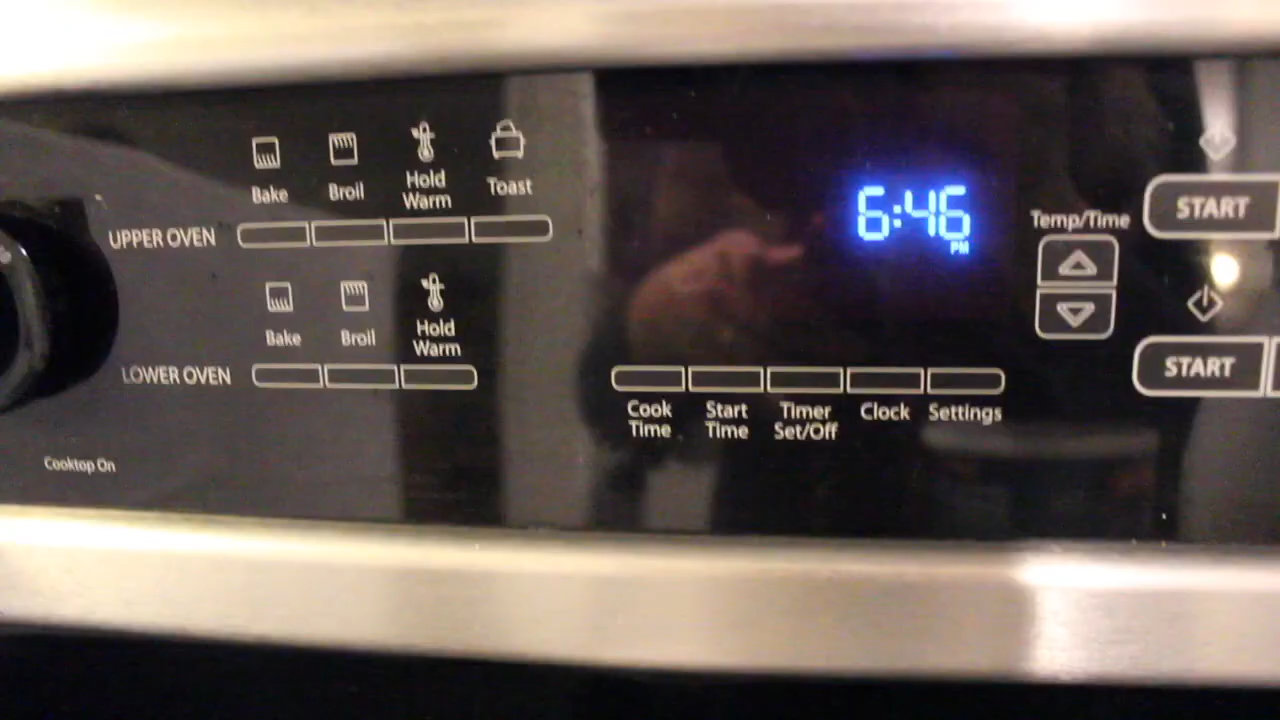 Bake Broil Hold Warm Toast
UPPER OVEN
Bake Broil Hold Warm
LOWER OVEN
Cooktop On
6:46 PM
Cook Time Start Time Timer Set/Off Clock Settings
Temp/Time
START
START